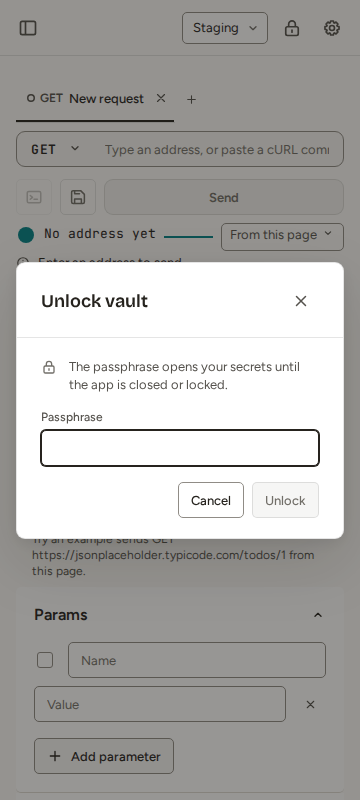 Staging
GET New request
GET Type an address, or paste a cURL comm
Send
No address yet From this page
Enter an address to send
Unlock vault
The passphrase opens your secrets until
the app is closed or locked.
Passphrase
Cancel Unlock
Try an example sends GET
https://jsonplaceholder.typicode.com/todos/1 from
this page.
Params
Name
Value
Add parameter